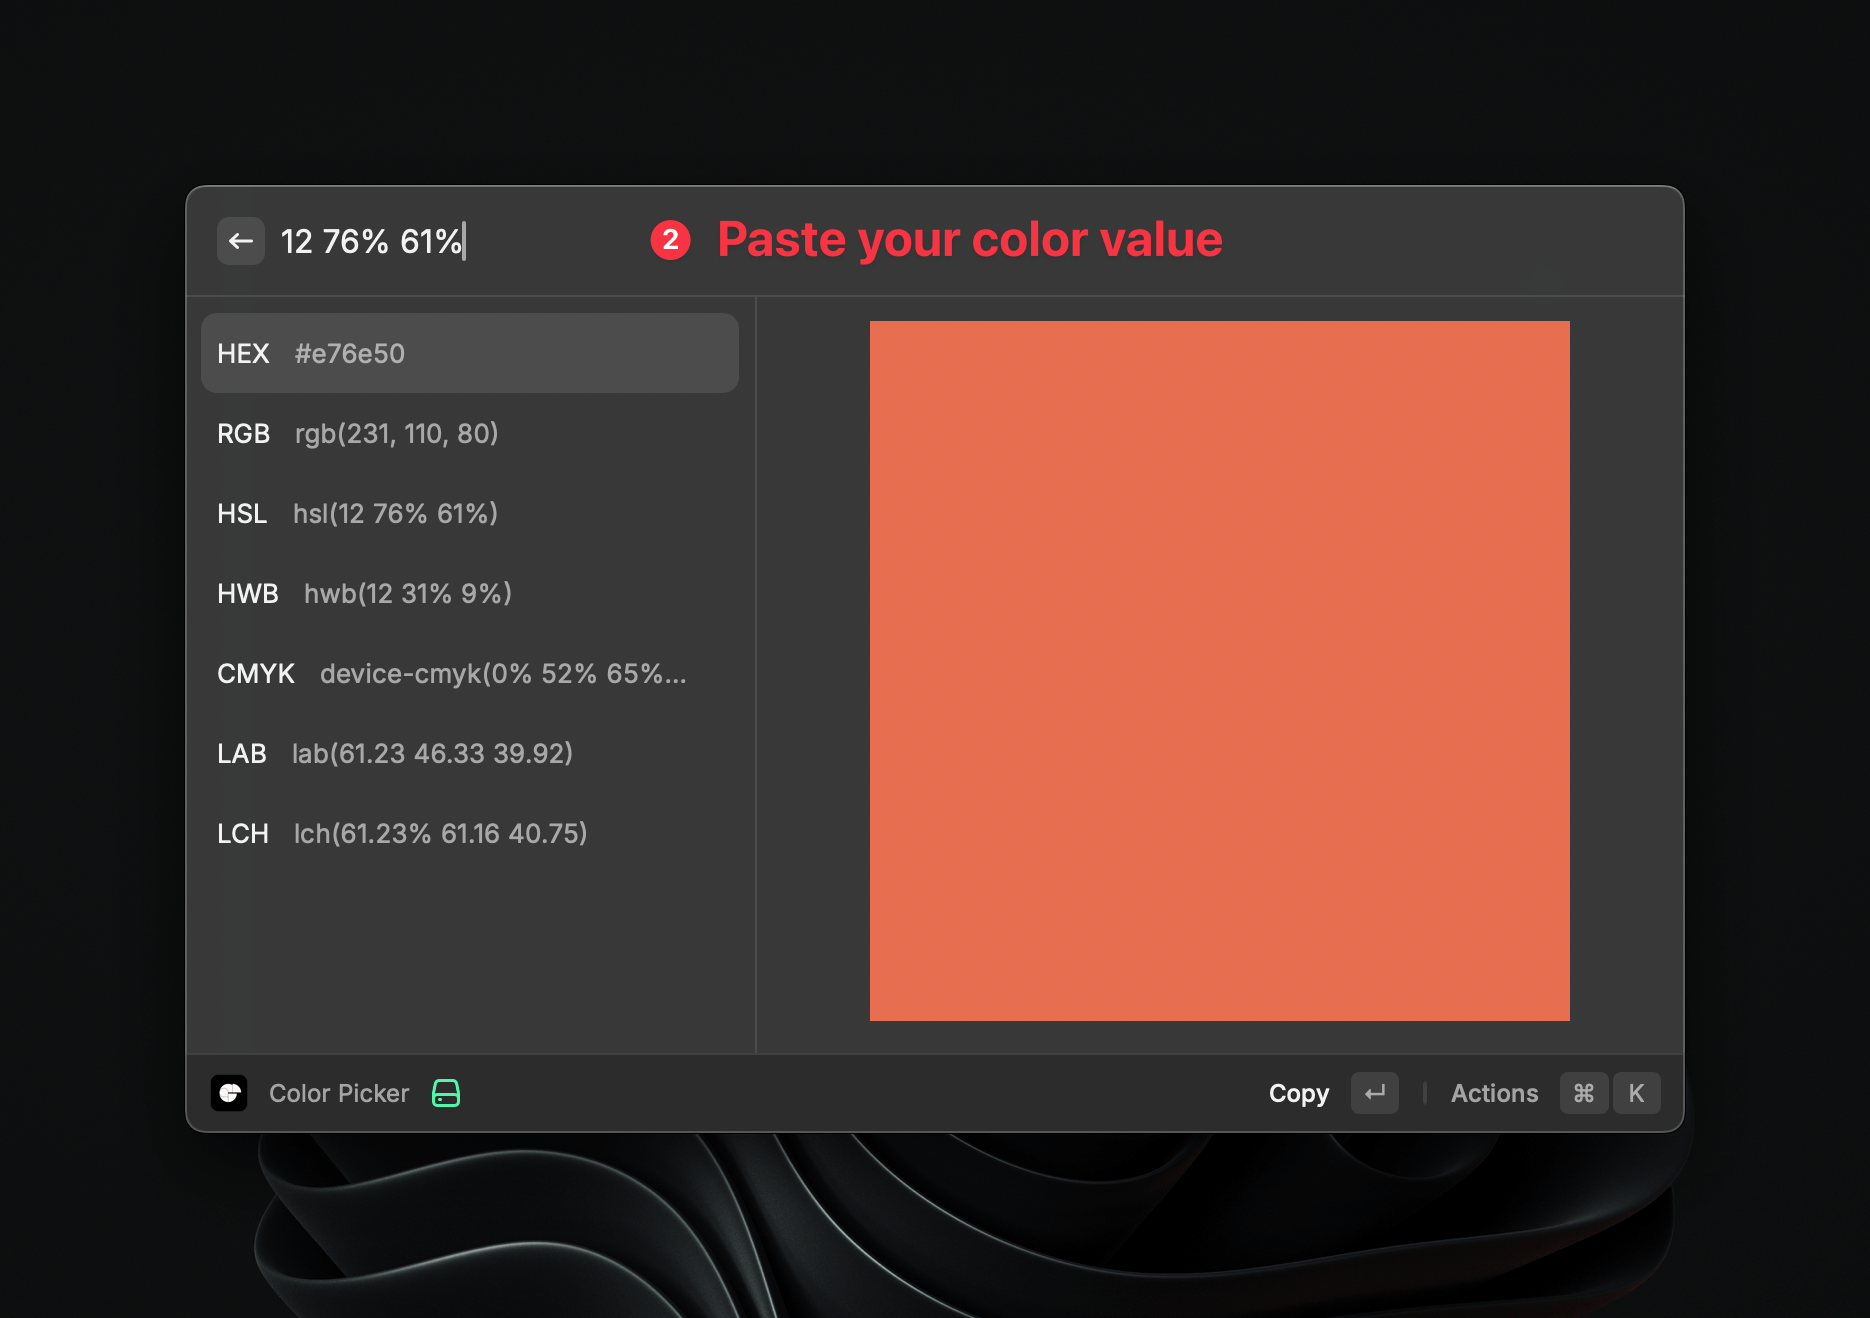 12 76% 61%
2 Paste your color value
HEX #e76e50
RGB rgb(231, 110, 80)
HSL hsl(12 76% 61%)
HWB hwb(12 31% 9%)
CMYK device-cmyk(0% 52% 65%...
LAB lab(61.23 46.33 39.92)
LCH lch(61.23% 61.16 40.75)
Color Picker
Copy ↵ | Actions ⌘ K